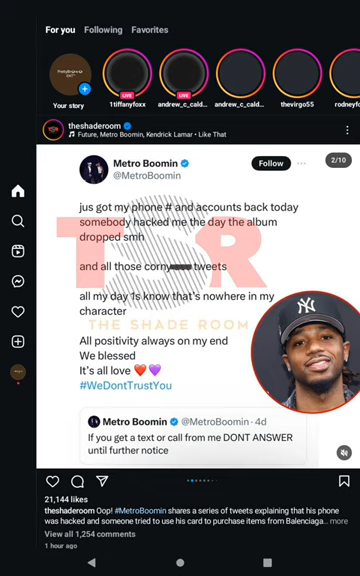 For you Following Favorites
Your story
LIVE
1tiffanyfoxx
LIVE
andrew_c_cald...
andrew_c_cald...
thevirgo55
rodneyfo
theshaderoom
Future, Metro Boomin, Kendrick Lamar • Like That
Metro Boomin
@MetroBoomin
Follow
2/10
jus got my phone # and accounts back today
somebody hacked me the day the album
dropped smh
and all those corny tweets
all my day 1s know that's nowhere in my
character
TSR
THE SHADE ROOM
All positivity always on my end
We blessed
It's all love ❤️💜
#WeDontTrustYou
Metro Boomin @MetroBoomin · 4d
If you get a text or call from me DONT ANSWER
until further notice
21,144 likes
theshaderoom Oop! #MetroBoomin shares a series of tweets explaining that his phone
was hacked and someone tried to use his card to purchase items from Balenciaga... more
View all 1,254 comments
1 hour ago